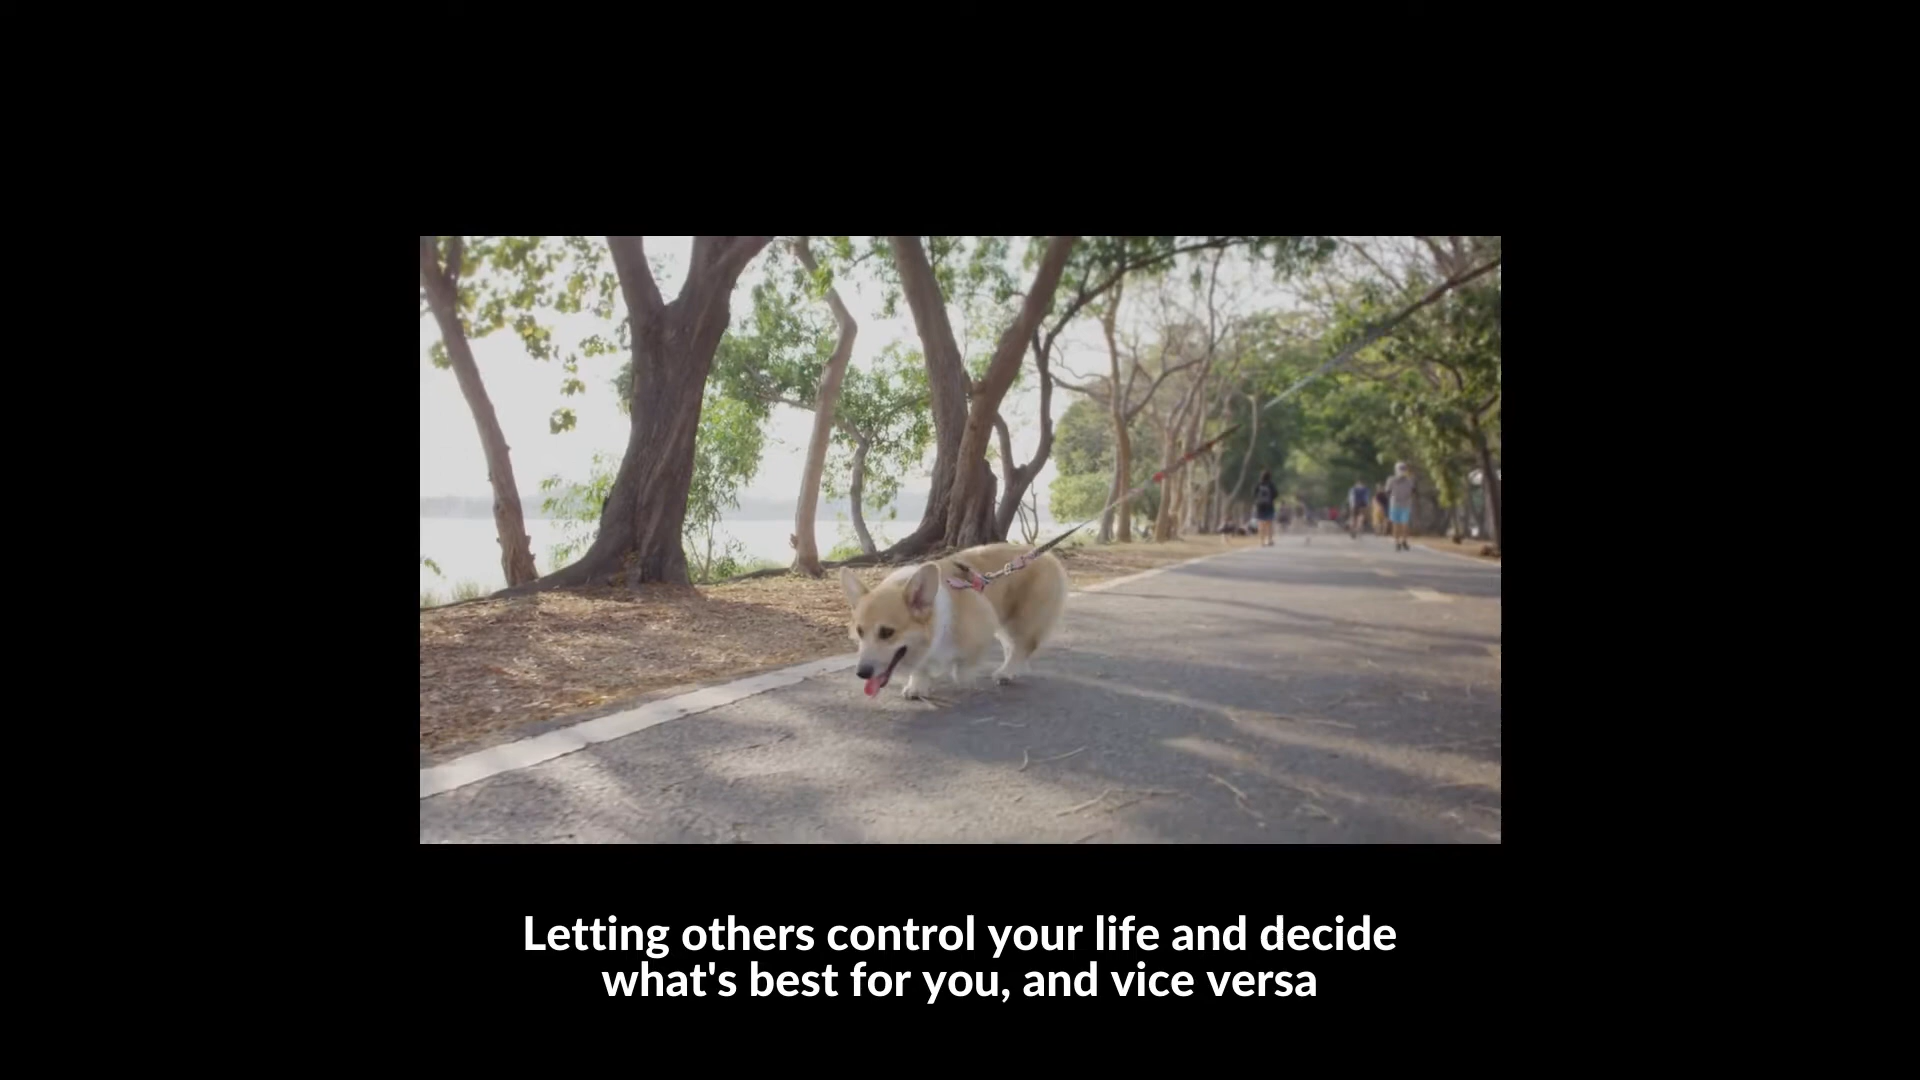 Letting others control your life and decide
what's best for you, and vice versa